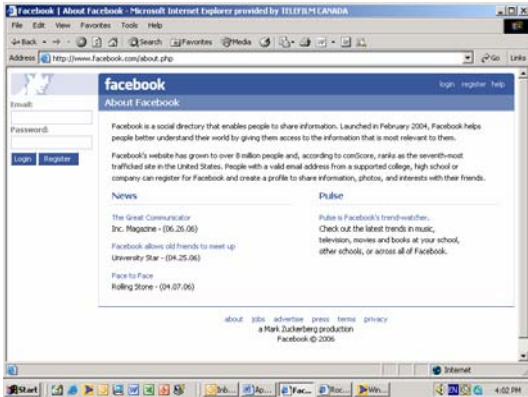 Facebook | About Facebook - Microsoft Internet Explorer provided by TELEFILM CANADA
File Edit View Favorites Tools Help
Back Search Favorites Media
Address http://www.facebook.com/about.php Go Links
facebook
login register help
About Facebook
Email:
Password:
Login Register
Facebook is a social directory that enables people to share information. Launched in February 2004, Facebook helps
people better understand their world by giving them access to the information that is most relevant to them.
Facebook's website has grown to over 8 million people and, according to comScore, ranks as the seventh-most
trafficked site in the United States. People with a valid email address from a supported college, high school or
company can register for Facebook and create a profile to share information, photos, and interests with their friends.
News
The Great Communicator
Inc. Magazine - (06.26.06)
Facebook allows old friends to meet up
University Star - (04.25.06)
Face to Face
Rolling Stone - (04.07.06)
Pulse
Pulse is Facebook's trend-watcher.
Check out the latest trends in music,
television, movies and books at your school,
other schools, or across all of Facebook.
about jobs advertise press terms privacy
a Mark Zuckerberg production
Facebook © 2006
Internet
Start Inb... Ap... Fac... Roc... Win... EN 4:02 PM